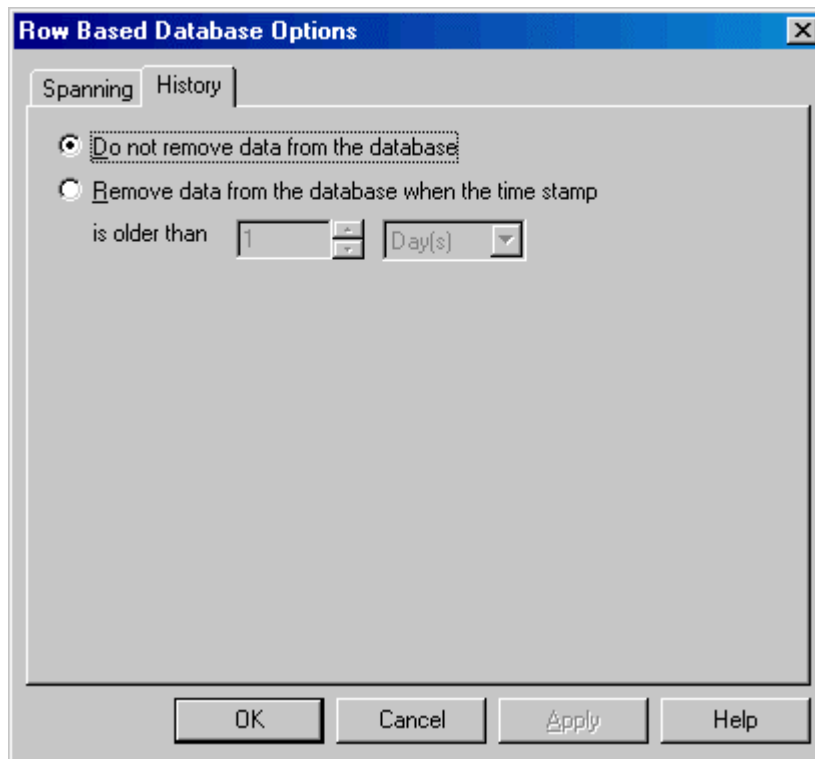 Row Based Database Options
Spanning
History
Do not remove data from the database
Remove data from the database when the time stamp
is older than 1 Day(s)
OK Cancel Apply Help